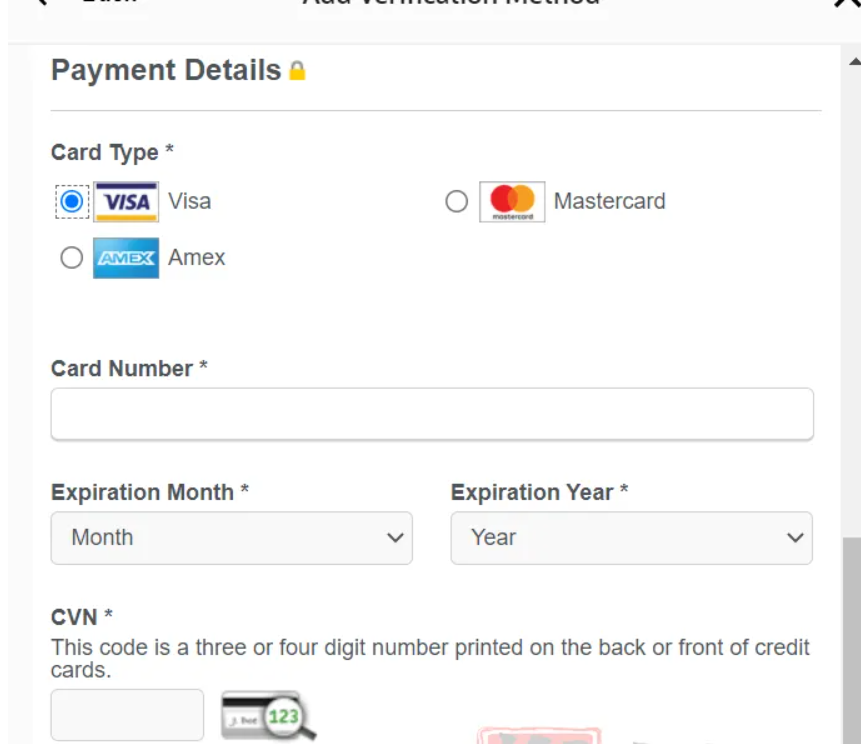 Add Verification Method
Payment Details
Card Type *
VISA Visa
mastercard Mastercard
AMEX Amex
Card Number *
Expiration Month * Expiration Year *
Month Year
CVN *
This code is a three or four digit number printed on the back or front of credit
cards.
J. Doe 123